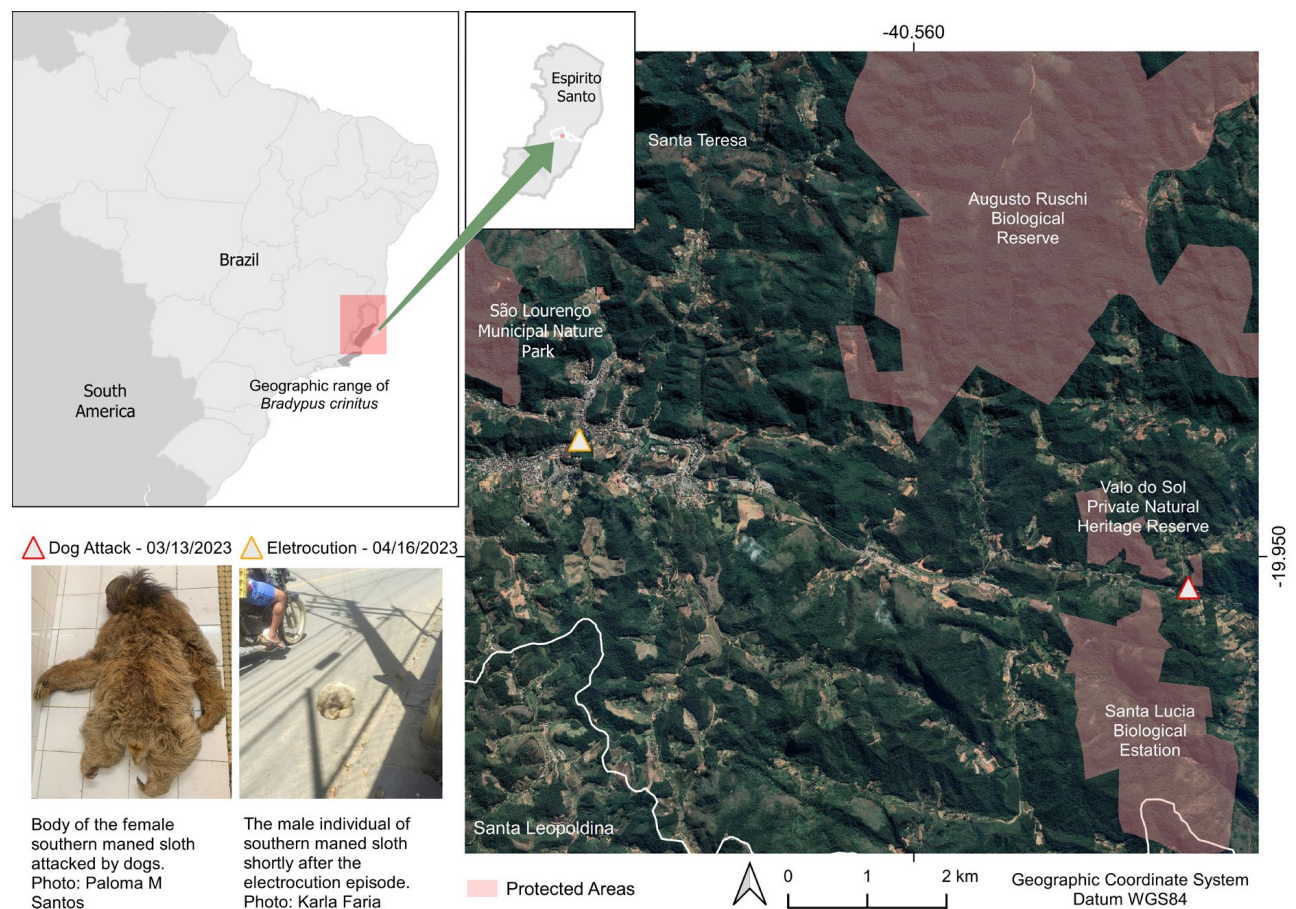 Brazil
South
America
Geographic range of
Bradypus crinitus
Espirito
Santo
-40.560
Santa Teresa
Augusto Ruschi
Biological
Reserve
São Lourenço
Municipal Nature
Park
Valo do Sol
Private Natural
Heritage Reserve
-19.950
Santa Lucia
Biological
Estation
Santa Leopoldina
Dog Attack - 03/13/2023
Eletrocution - 04/16/2023
Body of the female
southern maned sloth
attacked by dogs.
Photo: Paloma M
Santos
The male individual of
southern maned sloth
shortly after the
electrocution episode.
Photo: Karla Faria
Protected Areas
0 1 2 km
Geographic Coordinate System
Datum WGS84